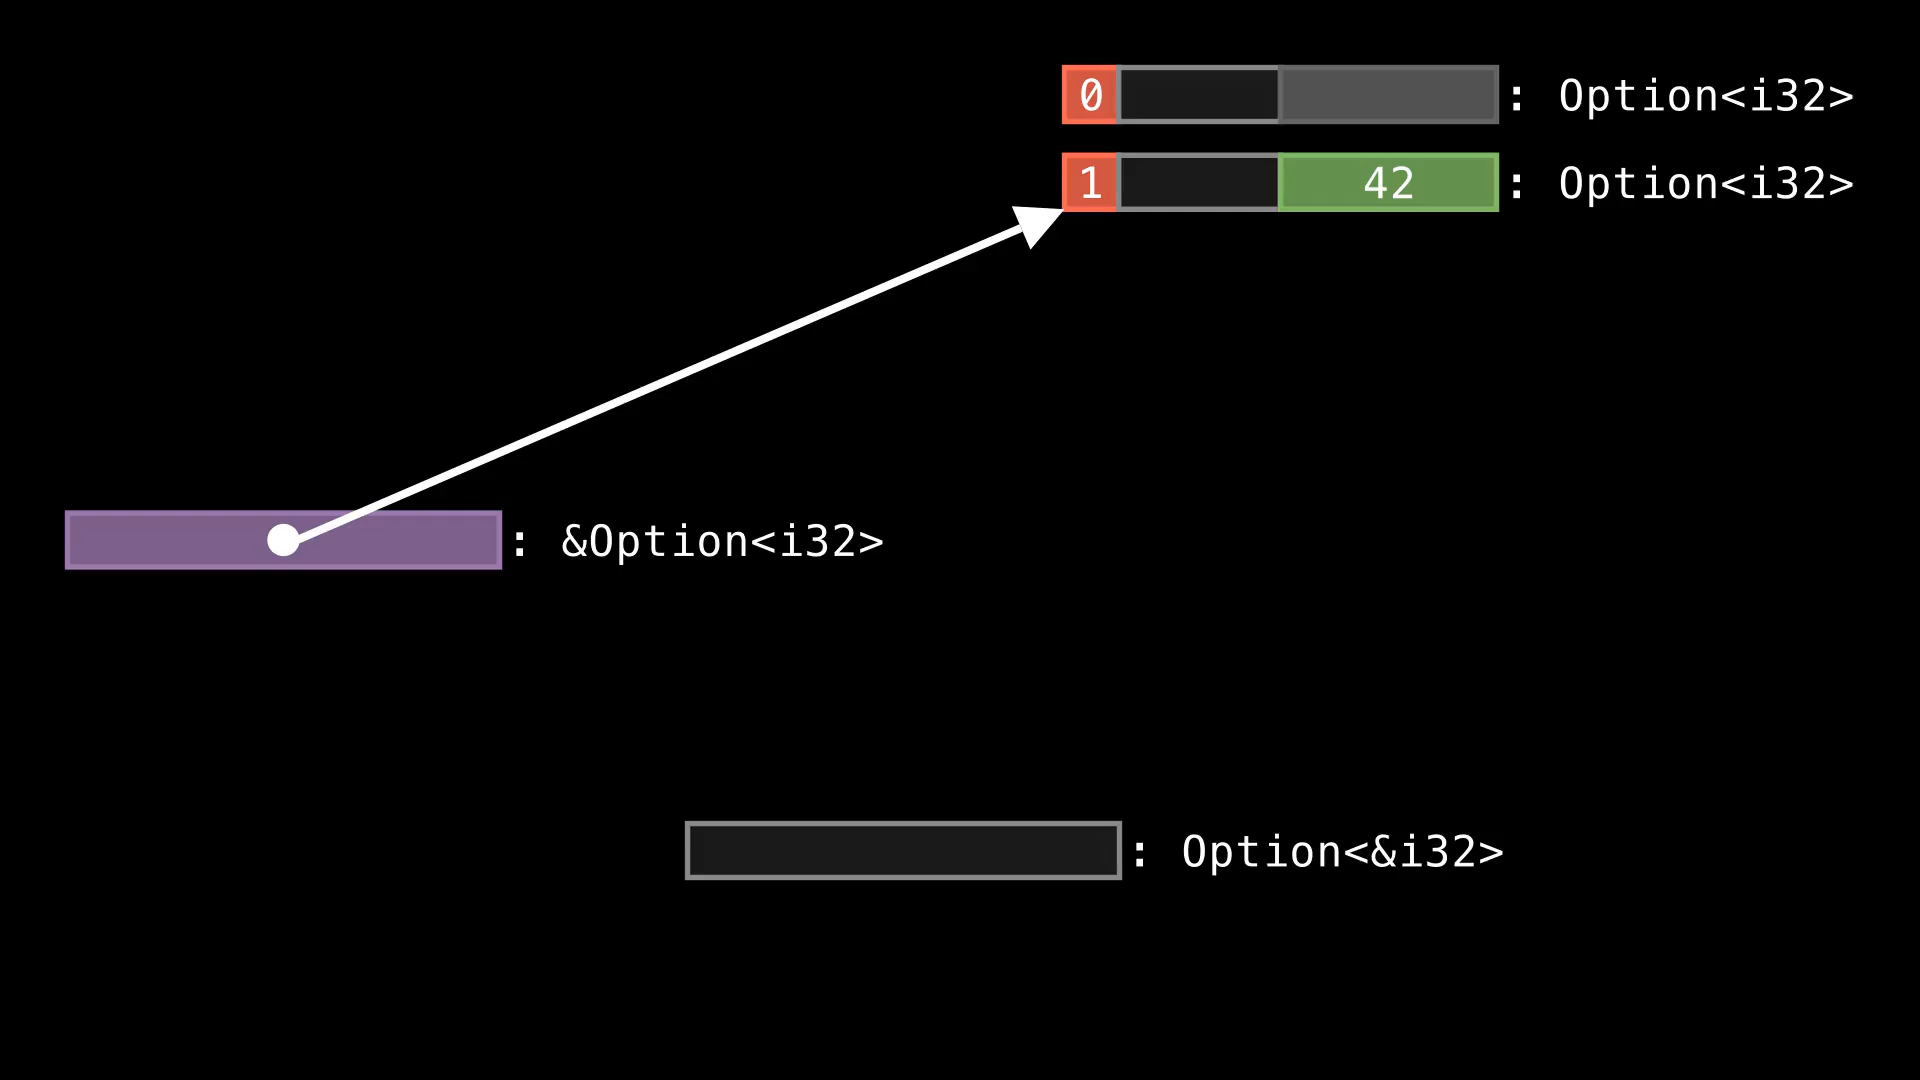 0 : Option<i32>
1 42 : Option<i32>
: &Option<i32>
: Option<&i32>